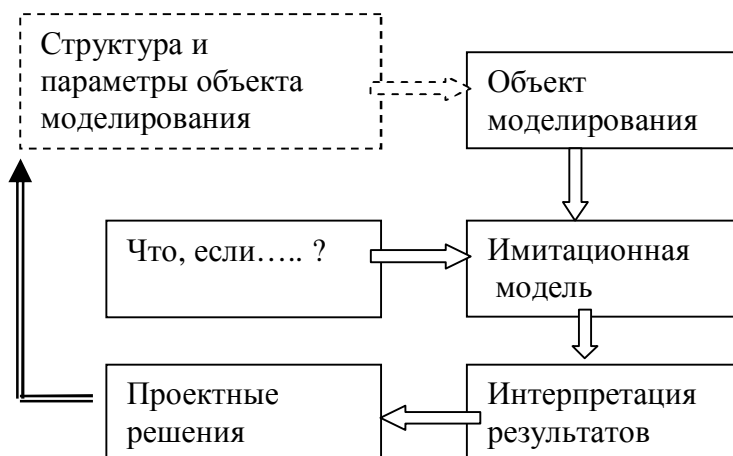 Структура и
параметры объекта
моделирования
Объект
моделирования
Что, если….. ?
Имитационная
модель
Проектные
решения
Интерпретация
результатов